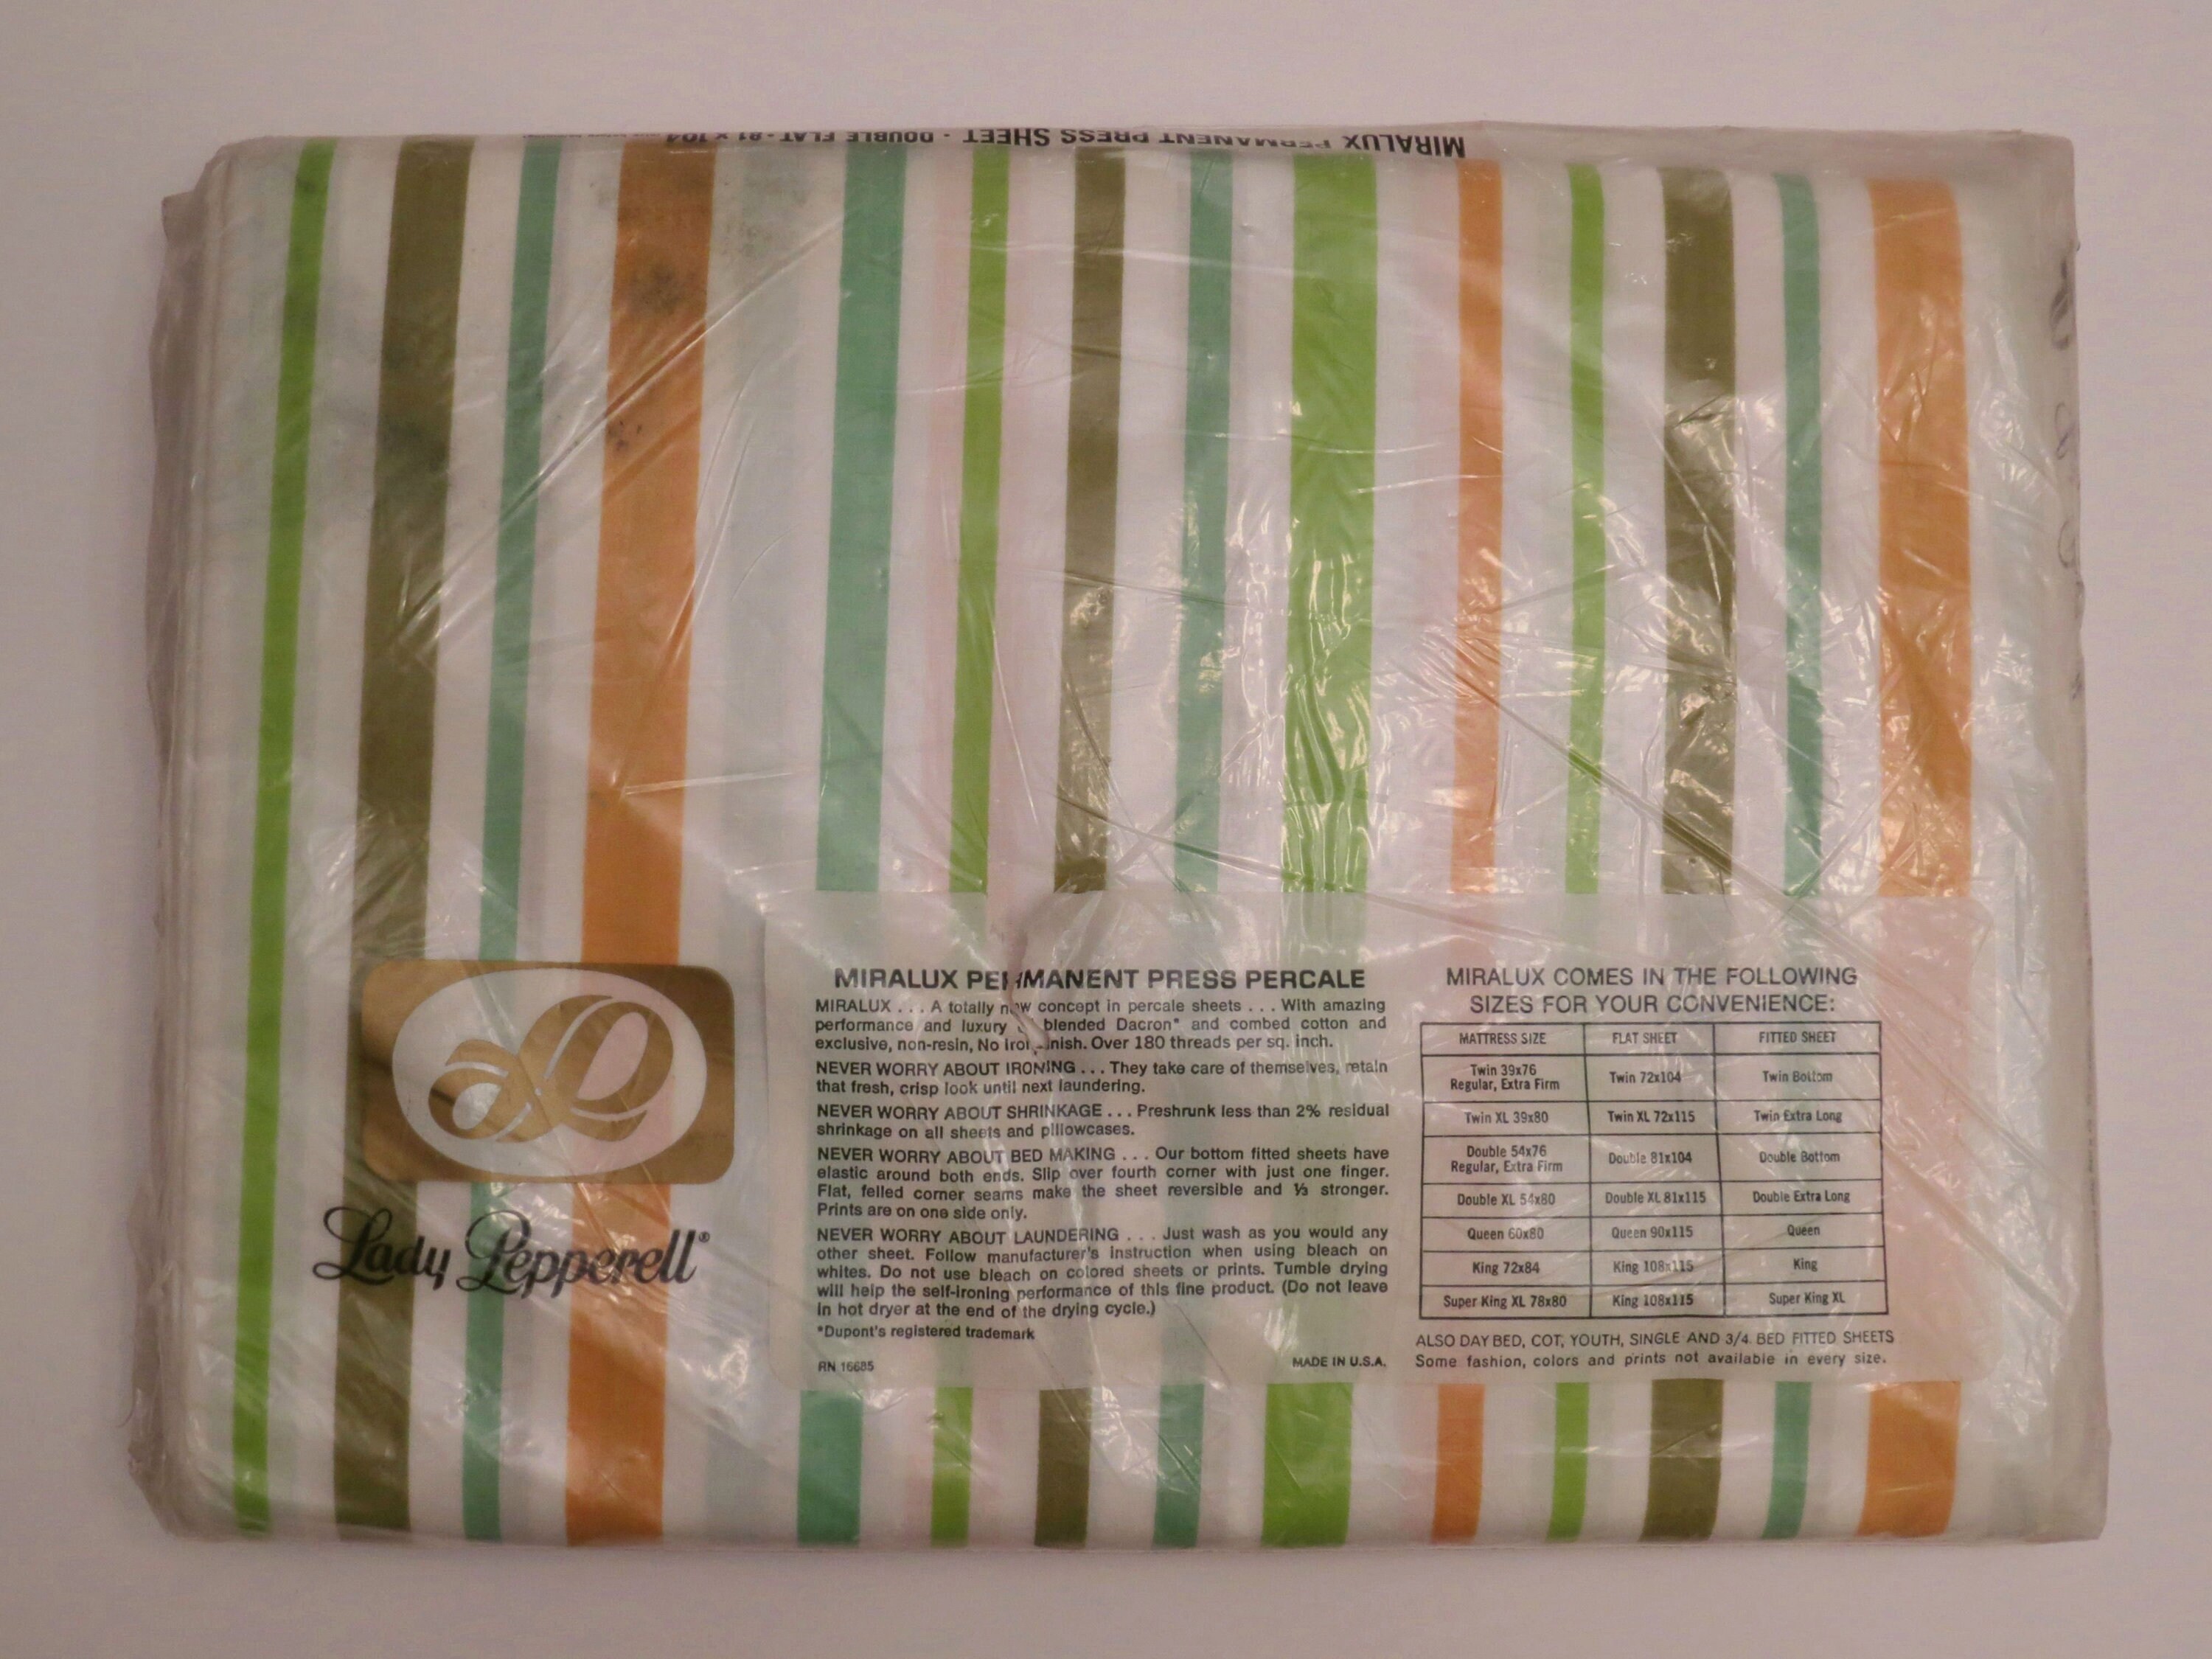 MIRALUX PERMANENT PRESS SHEET - DOUBLE FLAT - 81 x 104
Lady Pepperell®
MIRALUX PERMANENT PRESS PERCALE
MIRALUX . . . A totally new concept in percale sheets . . . With amazing
performance and luxury blended Dacron* and combed cotton and
exclusive, non-resin, No Iron finish. Over 180 threads per sq. inch.
NEVER WORRY ABOUT IRONING . . . They take care of themselves, retain
that fresh, crisp look until next laundering.
NEVER WORRY ABOUT SHRINKAGE . . . Preshrunk less than 2% residual
shrinkage on all sheets and pillowcases.
NEVER WORRY ABOUT BED MAKING . . . Our bottom fitted sheets have
elastic around both ends. Slip over fourth corner with just one finger.
Flat, felled corner seams make the sheet reversible and ⅓ stronger.
Prints are on one side only.
NEVER WORRY ABOUT LAUNDERING . . . Just wash as you would any
other sheet. Follow manufacturer's instruction when using bleach on
whites. Do not use bleach on colored sheets or prints. Tumble drying
will help the self-ironing performance of this fine product. (Do not leave
in hot dryer at the end of the drying cycle.)
*Dupont's registered trademark
RN 16685 MADE IN U.S.A.
MIRALUX COMES IN THE FOLLOWING
SIZES FOR YOUR CONVENIENCE:
MATTRESS SIZE FLAT SHEET FITTED SHEET
Twin 39x76
Regular, Extra Firm Twin 72x104 Twin Bottom
Twin XL 39x80 Twin XL 72x115 Twin Extra Long
Double 54x76
Regular, Extra Firm Double 81x104 Double Bottom
Double XL 54x80 Double XL 81x115 Double Extra Long
Queen 60x80 Queen 90x115 Queen
King 72x84 King 108x115 King
Super King XL 78x80 King 108x115 Super King XL
ALSO DAY BED, COT, YOUTH, SINGLE AND 3/4 BED FITTED SHEETS
Some fashion, colors and prints not available in every size.